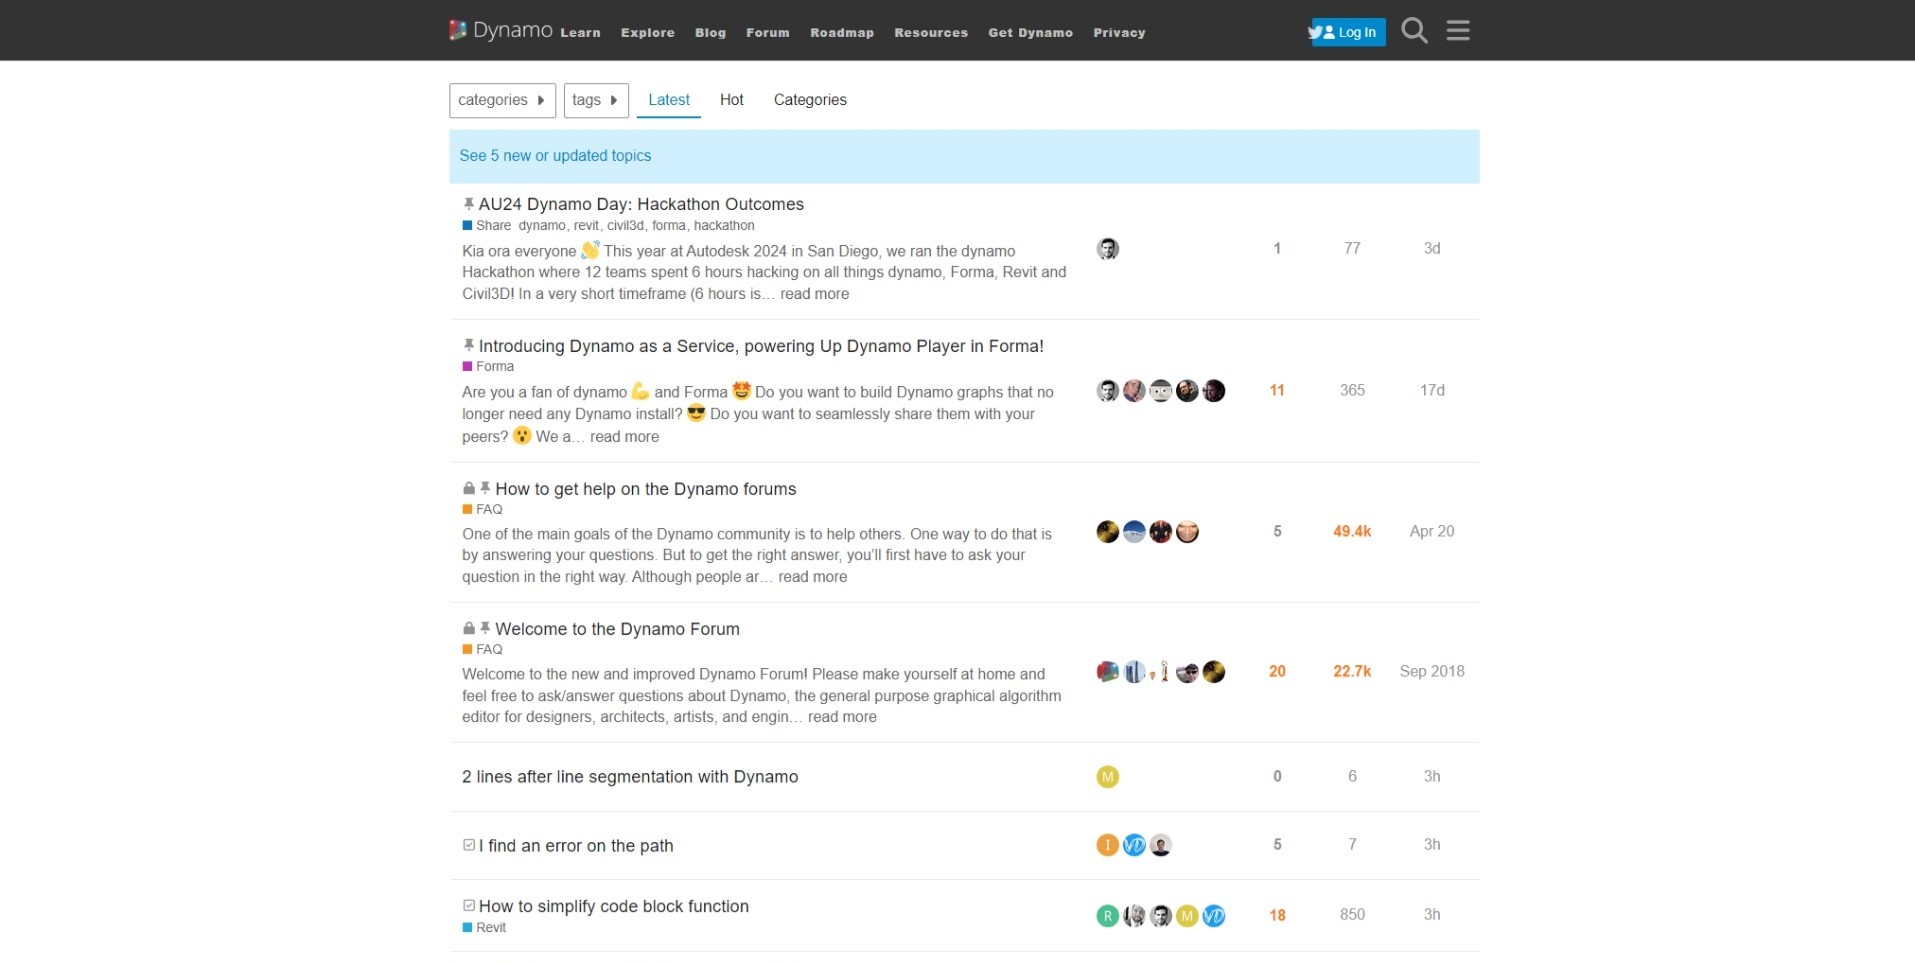 Dynamo Learn Explore Blog Forum Roadmap Resources Get Dynamo Privacy Log In
categories tags Latest Hot Categories
See 5 new or updated topics
AU24 Dynamo Day: Hackathon Outcomes
Share dynamo, revit, civil3d, forma, hackathon
Kia ora everyone 👋 This year at Autodesk 2024 in San Diego, we ran the dynamo
Hackathon where 12 teams spent 6 hours hacking on all things dynamo, Forma, Revit and
Civil3D! In a very short timeframe (6 hours is… read more
1 77 3d
Introducing Dynamo as a Service, powering Up Dynamo Player in Forma!
Forma
Are you a fan of dynamo 💪 and Forma 🤩 Do you want to build Dynamo graphs that no
longer need any Dynamo install? 😎 Do you want to seamlessly share them with your
peers? 😮 We a… read more
11 365 17d
How to get help on the Dynamo forums
FAQ
One of the main goals of the Dynamo community is to help others. One way to do that is
by answering your questions. But to get the right answer, you’ll first have to ask your
question in the right way. Although people ar… read more
5 49.4k Apr 20
Welcome to the Dynamo Forum
FAQ
Welcome to the new and improved Dynamo Forum! Please make yourself at home and
feel free to ask/answer questions about Dynamo, the general purpose graphical algorithm
editor for designers, architects, artists, and engin… read more
20 22.7k Sep 2018
2 lines after line segmentation with Dynamo M 0 6 3h
I find an error on the path I VD 5 7 3h
How to simplify code block function
Revit
R M VD 18 850 3h